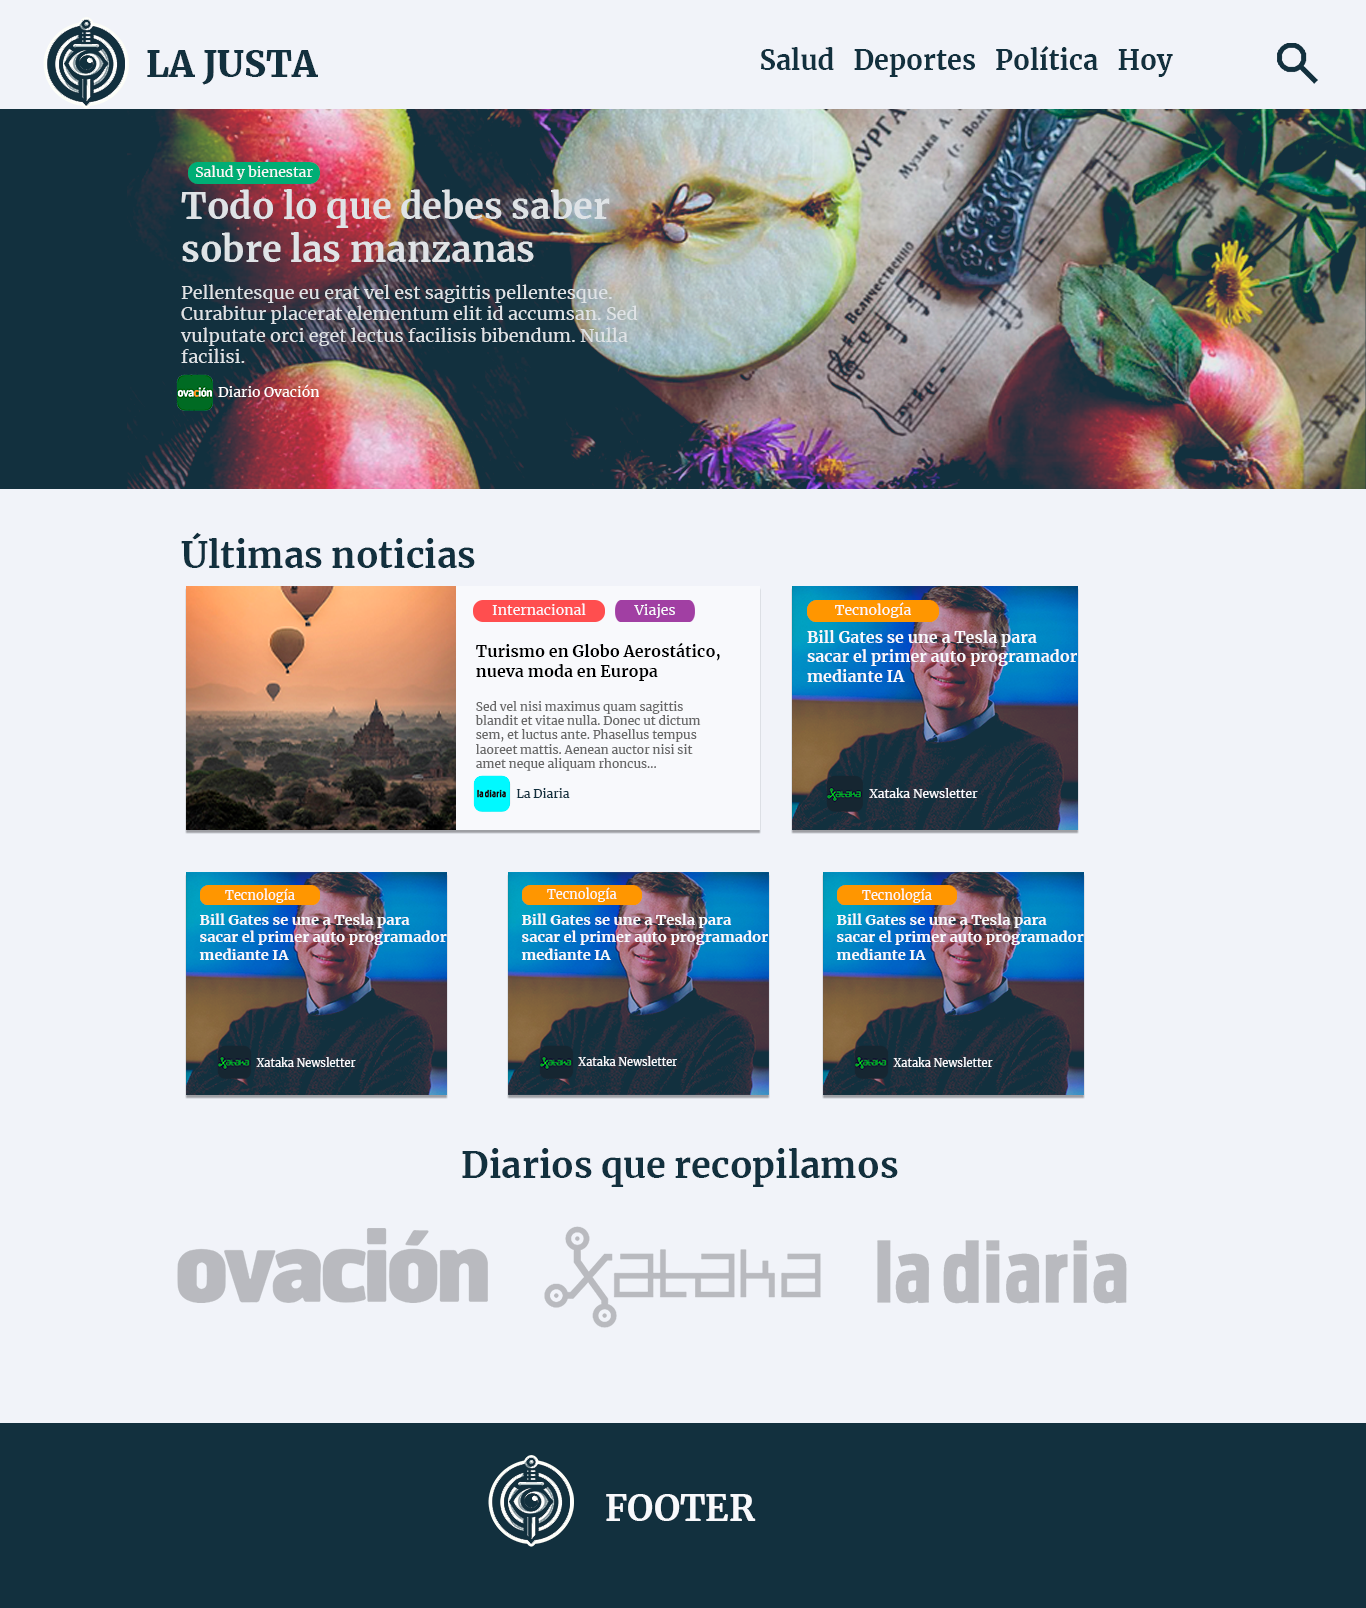 LA JUSTA
Salud Deportes Política Hoy
Salud y bienestar
Todo lo que debes saber
sobre las manzanas
Pellentesque eu erat vel est sagittis pellentesque.
Curabitur placerat elementum elit id accumsan. Sed
vulputate orci eget lectus facilisis bibendum. Nulla
facilisi.
ovación Diario Ovación
КУРГА
Музыка А.
Величественно
Últimas noticias
Internacional Viajes
Turismo en Globo Aerostático,
nueva moda en Europa
Sed vel nisi maximus quam sagittis
blandit et vitae nulla. Donec ut dictum
sem, et luctus ante. Phasellus tempus
laoreet mattis. Aenean auctor nisi sit
amet neque aliquam rhoncus...
la diaria La Diaria
Tecnología
Bill Gates se une a Tesla para
sacar el primer auto programador
mediante IA
xataka Xataka Newsletter
Tecnología
Bill Gates se une a Tesla para
sacar el primer auto programador
mediante IA
xataka Xataka Newsletter
Tecnología
Bill Gates se une a Tesla para
sacar el primer auto programador
mediante IA
xataka Xataka Newsletter
Tecnología
Bill Gates se une a Tesla para
sacar el primer auto programador
mediante IA
xataka Xataka Newsletter
Diarios que recopilamos
ovación xataka la diaria
FOOTER